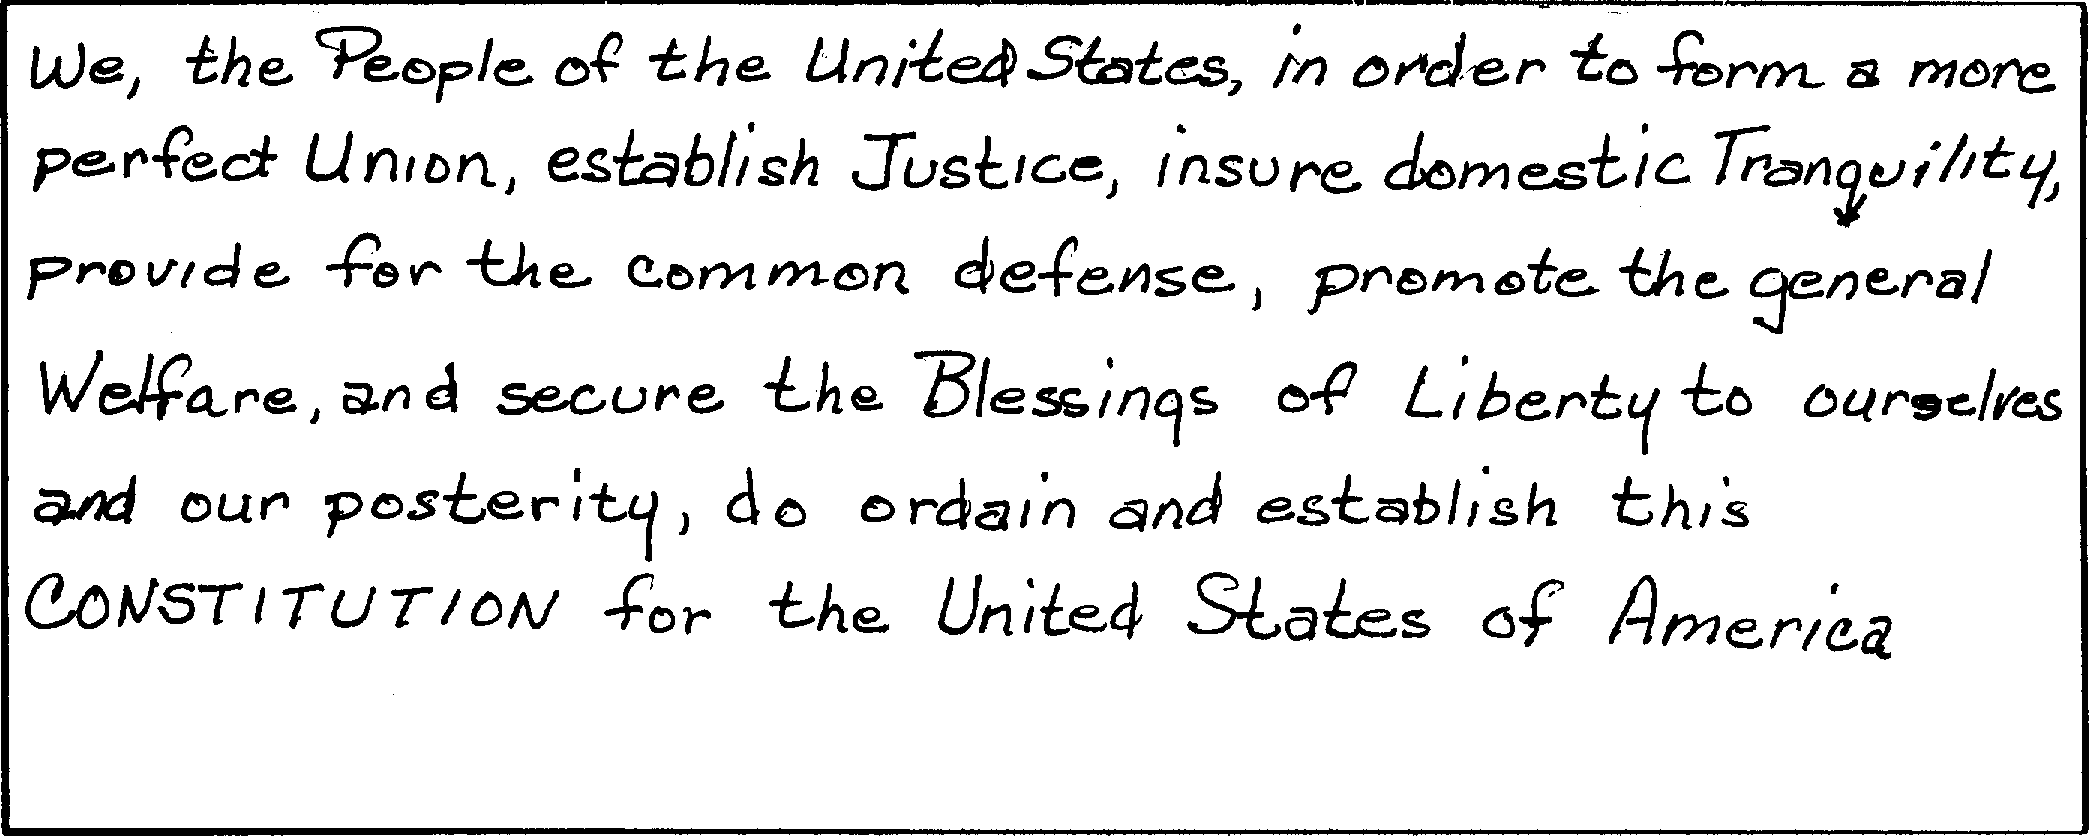 We, the People of the United States, in order to form a more
perfect Union, establish Justice, insure domestic Tranquility,
provide for the common defense, promote the general
Welfare, and secure the Blessings of Liberty to ourselves
and our posterity, do ordain and establish this
CONSTITUTION for the United States of America